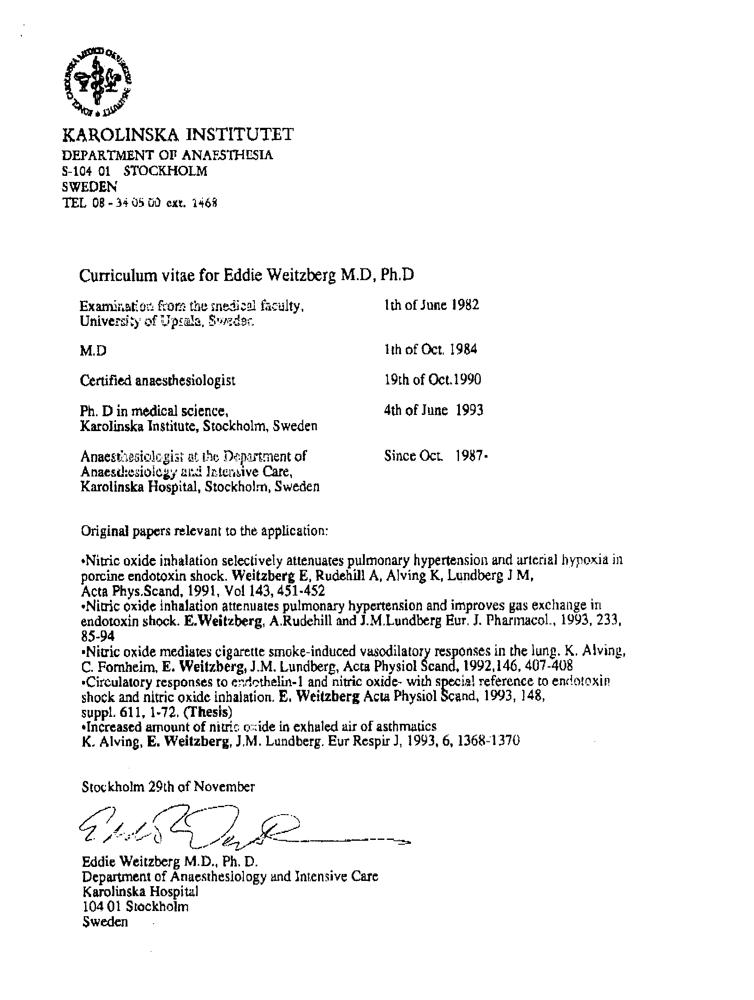 KAROLINSKA INSTITUTET
DEPARTMENT OF ANAESTHESIA
S-104 01 STOCKHOLM
SWEDEN
TEL 08 - 34 05 00 ext. 1468
Curriculum vitae for Eddie Weitzberg M.D, Ph.D
Examination from the medical faculty, 1th of June 1982
University of Upsala, Sweden.
M.D 1th of Oct. 1984
Certified anaesthesiologist 19th of Oct.1990
Ph. D in medical science, 4th of June 1993
Karolinska Institute, Stockholm, Sweden
Anaesthesiologist at the Department of Since Oct. 1987-
Anaesthesiology and Intensive Care,
Karolinska Hospital, Stockholm, Sweden
Original papers relevant to the application:
•Nitric oxide inhalation selectively attenuates pulmonary hypertension and arterial hypoxia in
porcine endotoxin shock. Weitzberg E, Rudehill A, Alving K, Lundberg J M,
Acta Phys.Scand, 1991, Vol 143, 451-452
•Nitric oxide inhalation attenuates pulmonary hypertension and improves gas exchange in
endotoxin shock. E.Weitzberg, A.Rudehill and J.M.Lundberg Eur. J. Pharmacol., 1993, 233,
85-94
•Nitric oxide mediates cigarette smoke-induced vasodilatory responses in the lung. K. Alving,
C. Fornheim, E. Weitzberg, J.M. Lundberg, Acta Physiol Scand, 1992,146, 407-408
•Circulatory responses to endothelin-1 and nitric oxide- with special reference to endotoxin
shock and nitric oxide inhalation. E. Weitzberg Acta Physiol Scand, 1993, 148,
suppl. 611, 1-72. (Thesis)
•Increased amount of nitric oxide in exhaled air of asthmatics
K. Alving, E. Weitzberg, J.M. Lundberg. Eur Respir J, 1993, 6, 1368-1370
Stockholm 29th of November
Eddie Weitzberg M.D., Ph. D.
Department of Anaesthesiology and Intensive Care
Karolinska Hospital
104 01 Stockholm
Sweden